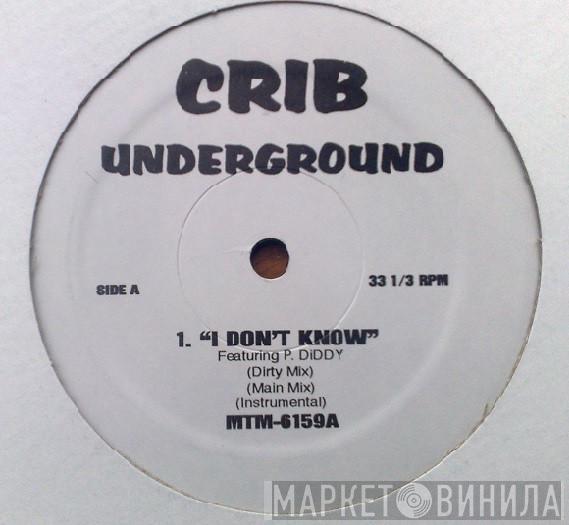 CRIB
UNDERGROUND
SIDE A
33 1/3 RPM
1. “I DON'T KNOW”
Featuring P. DiDDY
(Dirty Mix)
(Main Mix)
(Instrumental)
MTM-6159A
МАРКЕТ ВИНИЛА